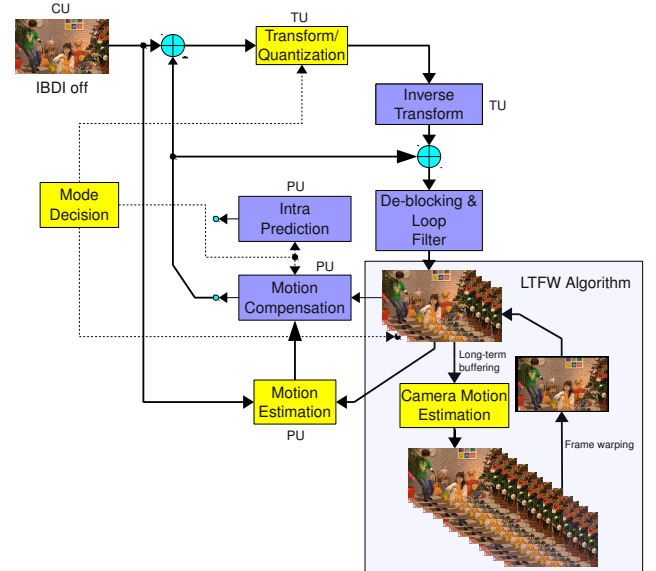 CU
IBDI off
TU
Transform/
Quantization
Inverse
Transform
TU
Mode
Decision
PU
Intra
Prediction
De-blocking &
Loop
Filter
PU
Motion
Compensation
LTFW Algorithm
Long-term
buffering
Motion
Estimation
PU
Camera Motion
Estimation
Frame warping